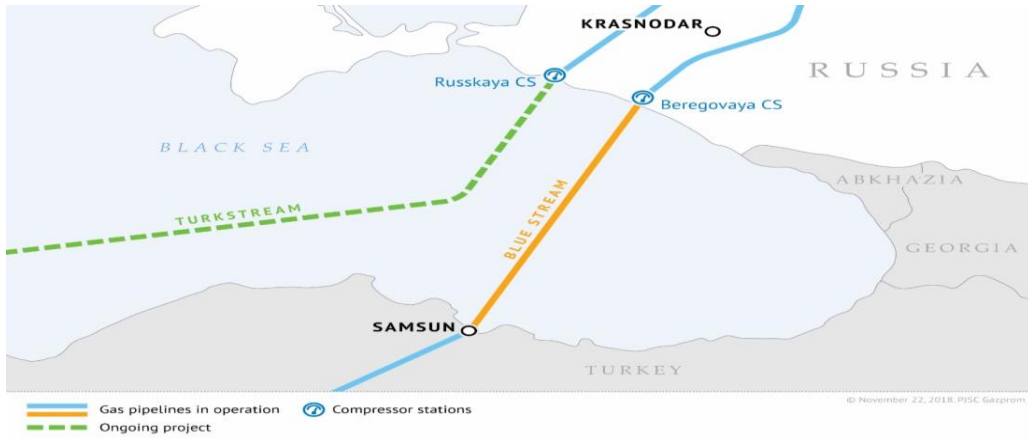 KRASNODAR
Russkaya CS
RUSSIA
Beregovaya CS
BLACK SEA
ABKHAZIA
TURKSTREAM
BLUE STREAM
GEORGIA
SAMSUN
TURKEY
© November 22, 2018, PJSC Gazprom
Gas pipelines in operation
Compressor stations
Ongoing project